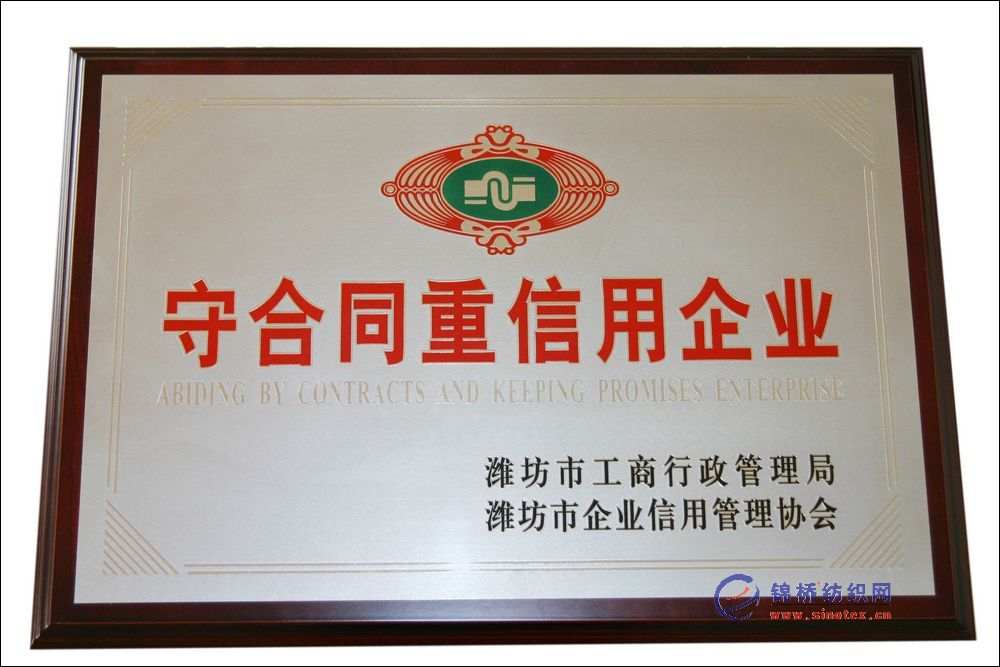 守合同重信用企业
ABIDING BY CONTRACTS AND KEEPING PROMISES ENTERPRISE
潍坊市工商行政管理局
潍坊市企业信用管理协会
锦桥纺织网
www.sinotex.cn